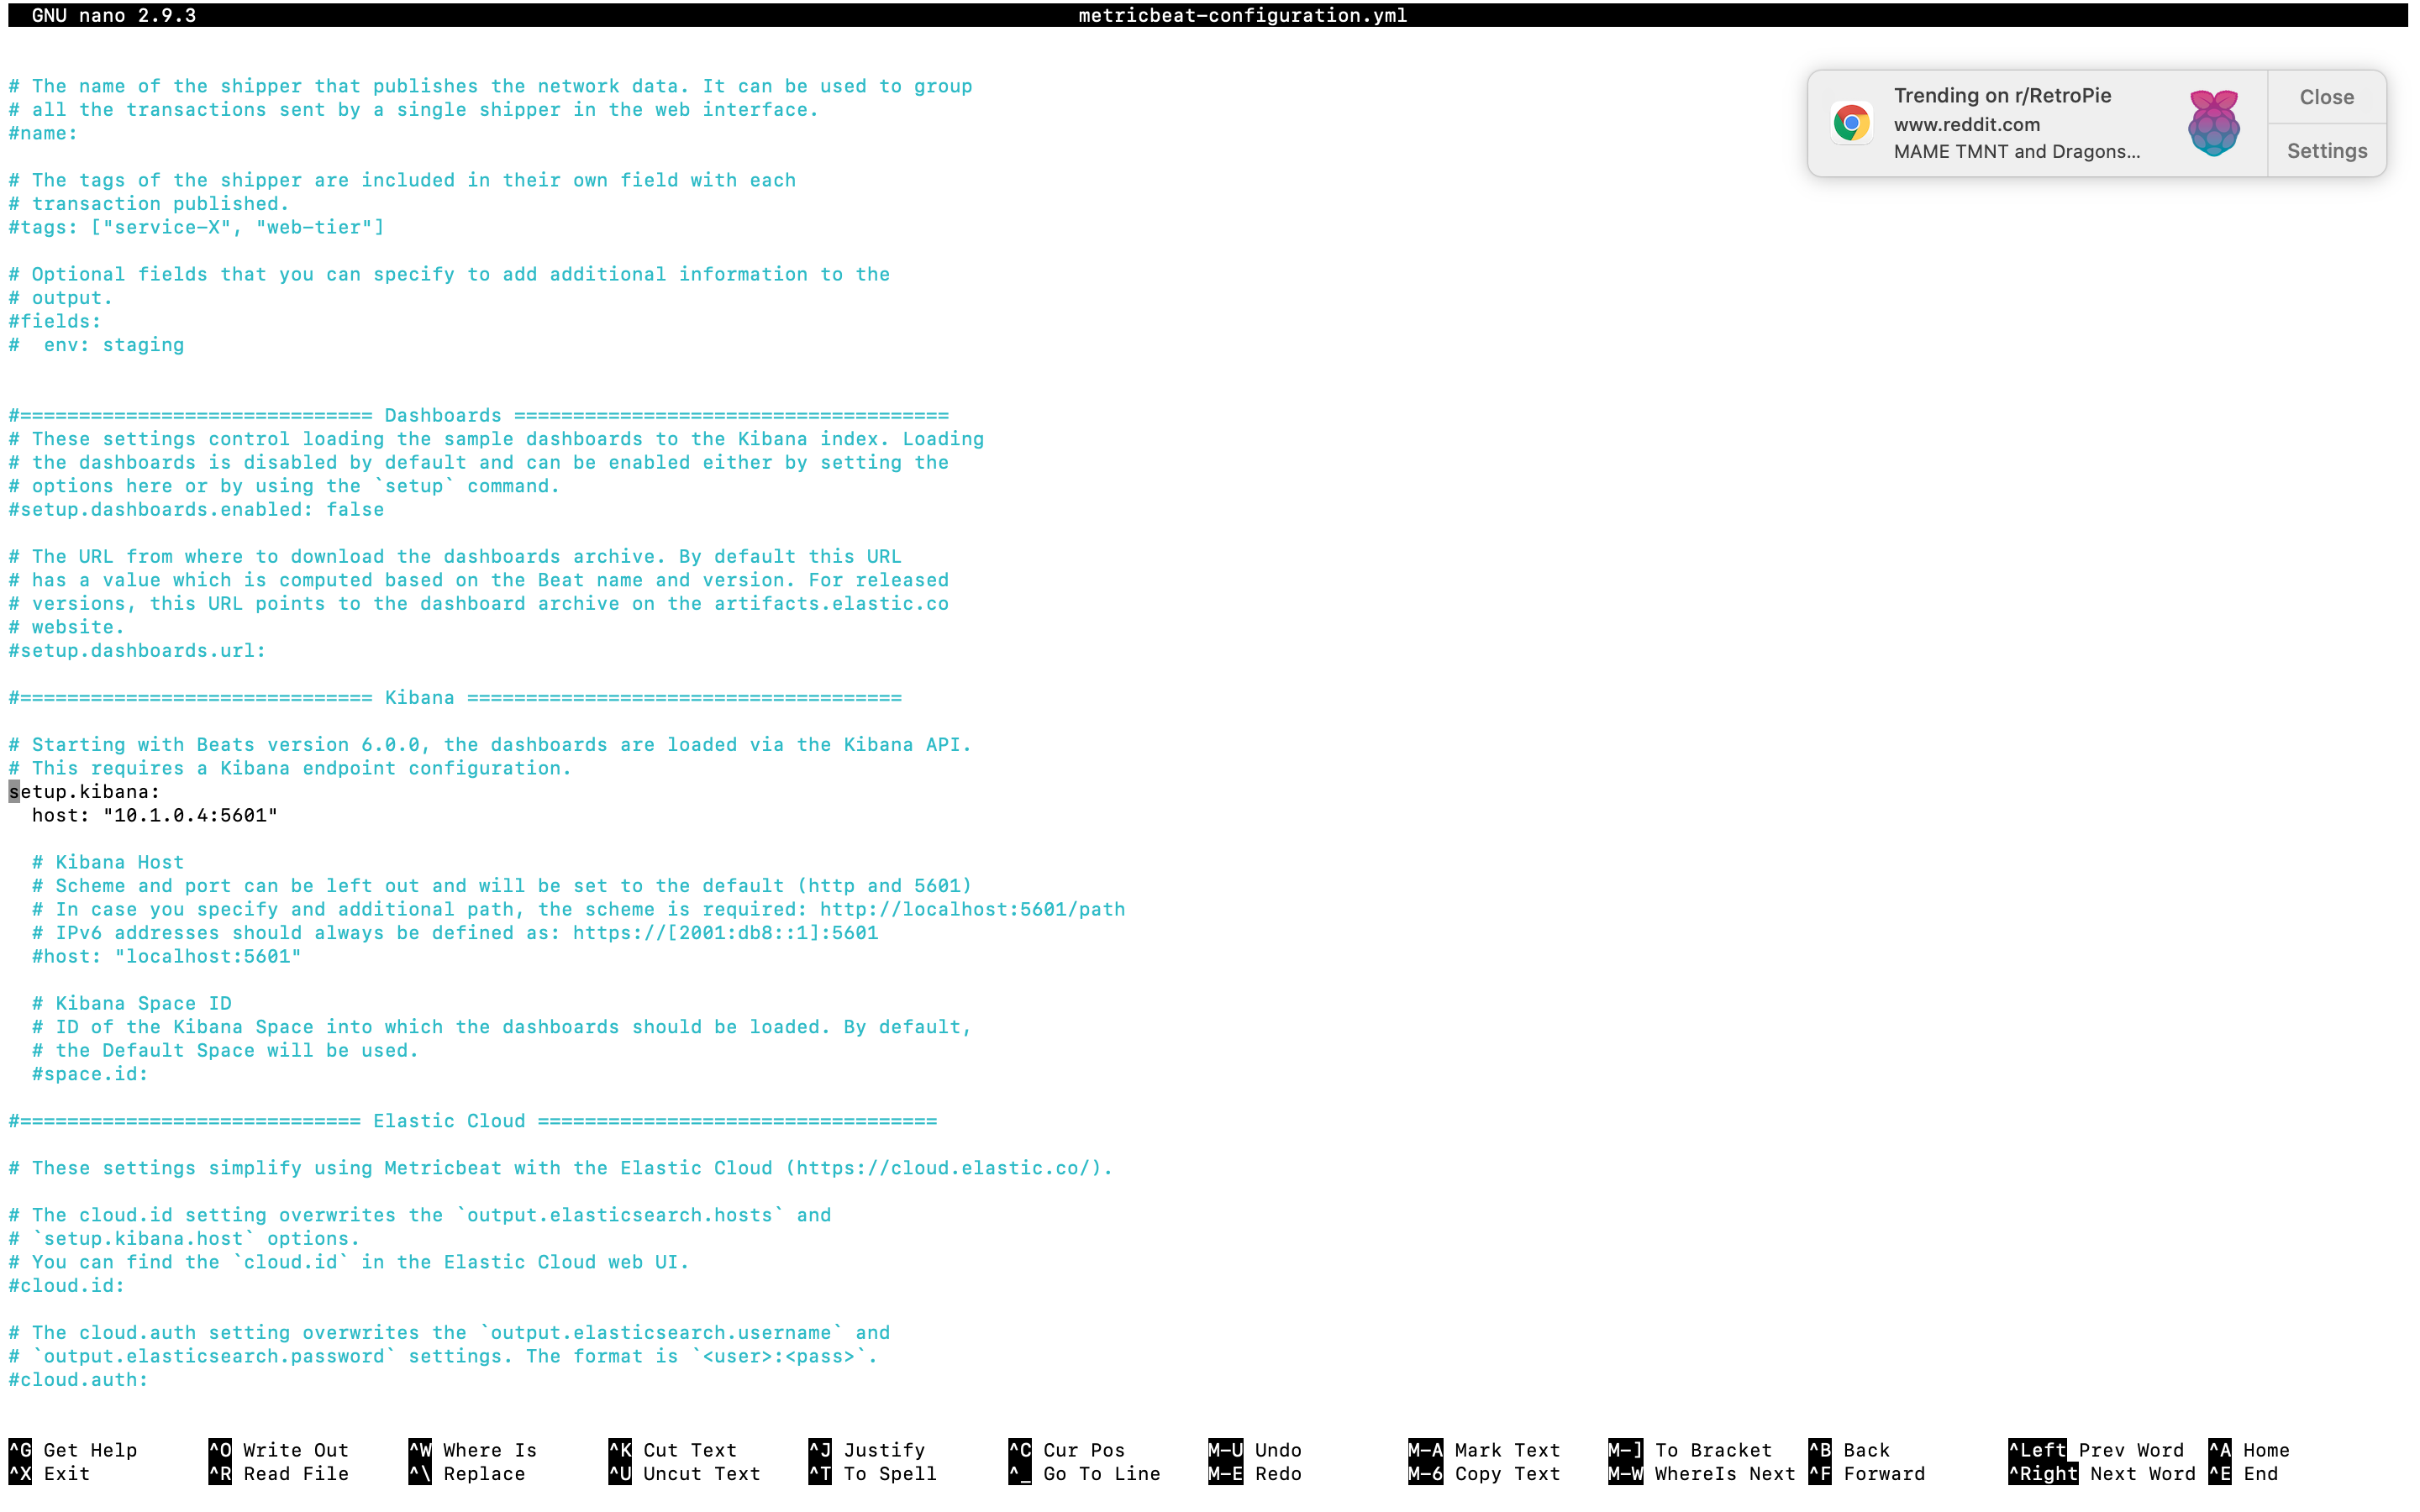 GNU nano 2.9.3 metricbeat-configuration.yml
# The name of the shipper that publishes the network data. It can be used to group
# all the transactions sent by a single shipper in the web interface.
#name:
# The tags of the shipper are included in their own field with each
# transaction published.
#tags: ["service-X", "web-tier"]
# Optional fields that you can specify to add additional information to the
# output.
#fields:
#  env: staging
#============================== Dashboards =====================================
# These settings control loading the sample dashboards to the Kibana index. Loading
# the dashboards is disabled by default and can be enabled either by setting the
# options here or by using the `setup` command.
#setup.dashboards.enabled: false
# The URL from where to download the dashboards archive. By default this URL
# has a value which is computed based on the Beat name and version. For released
# versions, this URL points to the dashboard archive on the artifacts.elastic.co
# website.
#setup.dashboards.url:
#============================== Kibana =====================================
# Starting with Beats version 6.0.0, the dashboards are loaded via the Kibana API.
# This requires a Kibana endpoint configuration.
setup.kibana:
  host: "10.1.0.4:5601"
  # Kibana Host
  # Scheme and port can be left out and will be set to the default (http and 5601)
  # In case you specify and additional path, the scheme is required: http://localhost:5601/path
  # IPv6 addresses should always be defined as: https://[2001:db8::1]:5601
  #host: "localhost:5601"
  # Kibana Space ID
  # ID of the Kibana Space into which the dashboards should be loaded. By default,
  # the Default Space will be used.
  #space.id:
#============================= Elastic Cloud ==================================
# These settings simplify using Metricbeat with the Elastic Cloud (https://cloud.elastic.co/).
# The cloud.id setting overwrites the `output.elasticsearch.hosts` and
# `setup.kibana.host` options.
# You can find the `cloud.id` in the Elastic Cloud web UI.
#cloud.id:
# The cloud.auth setting overwrites the `output.elasticsearch.username` and
# `output.elasticsearch.password` settings. The format is `<user>:<pass>`.
#cloud.auth:
^G Get Help ^O Write Out ^W Where Is ^K Cut Text ^J Justify ^C Cur Pos M-U Undo M-A Mark Text M-] To Bracket ^B Back ^Left Prev Word ^A Home
^X Exit ^R Read File ^\ Replace ^U Uncut Text ^T To Spell ^_ Go To Line M-E Redo M-6 Copy Text M-W WhereIs Next ^F Forward ^Right Next Word ^E End
Trending on r/RetroPie
www.reddit.com
MAME TMNT and Dragons...
Close
Settings